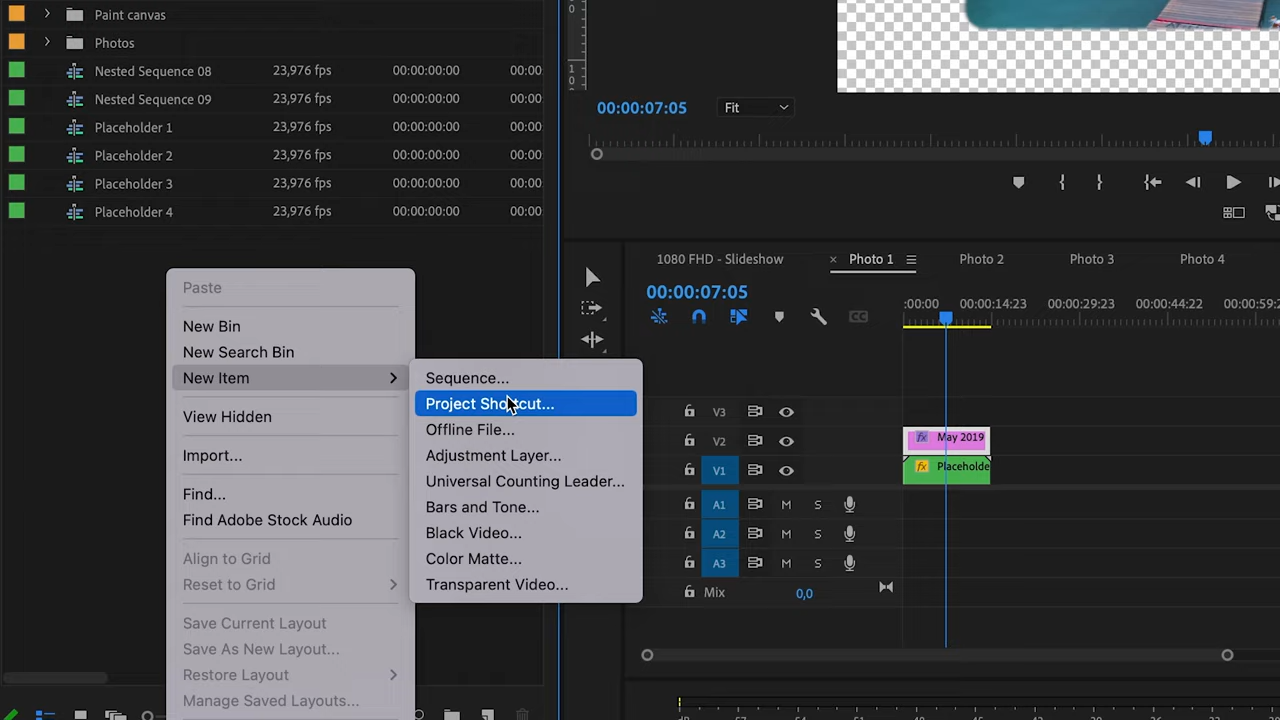 Paint canvas
Photos
Nested Sequence 08 23,976 fps 00:00:00:00 00:00
Nested Sequence 09 23,976 fps 00:00:00:00 00:00
Placeholder 1 23,976 fps 00:00:00:00 00:00
Placeholder 2 23,976 fps 00:00:00:00 00:00
Placeholder 3 23,976 fps 00:00:00:00 00:00
Placeholder 4 23,976 fps 00:00:00:00 00:00
Paste
New Bin
New Search Bin
New Item
View Hidden
Import...
Find...
Find Adobe Stock Audio
Align to Grid
Reset to Grid
Save Current Layout
Save As New Layout...
Restore Layout
Manage Saved Layouts...
Sequence...
Project Shortcut...
Offline File...
Adjustment Layer...
Universal Counting Leader...
Bars and Tone...
Black Video...
Color Matte...
Transparent Video...
0
1
0
00:00:07:05 Fit
1080 FHD - Slideshow × Photo 1 Photo 2 Photo 3 Photo 4
00:00:07:05
:00:00 00:00:14:23 00:00:29:23 00:00:44:22 00:00:59:
CC
V3
V2 fx May 2019
V1 fx Placeholde
A1 M S
A2 M S
A3 M S
Mix 0,0